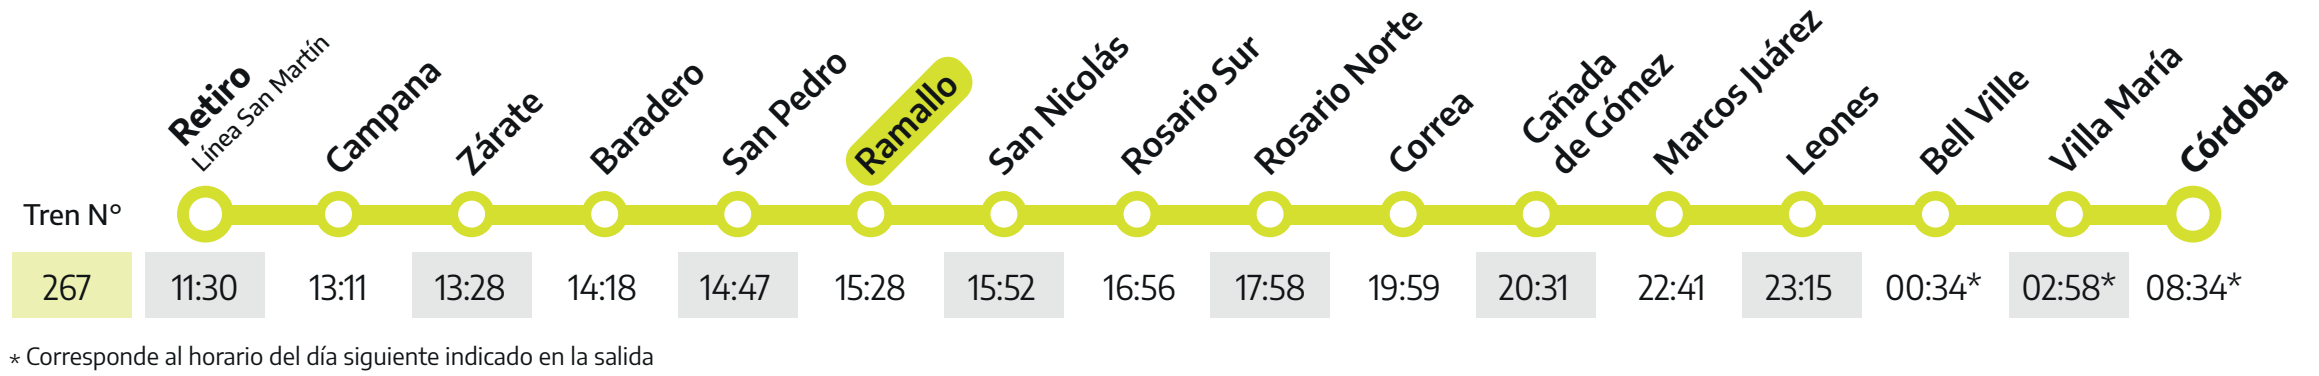 Retiro
Línea San Martín
Campana
Zárate
Baradero
San Pedro
Ramallo
San Nicolás
Rosario Sur
Rosario Norte
Correa
Cañada
de Gómez
Marcos Juárez
Leones
Bell Ville
Villa María
Córdoba
Tren N°
267 11:30 13:11 13:28 14:18 14:47 15:28 15:52 16:56 17:58 19:59 20:31 22:41 23:15 00:34* 02:58* 08:34*
* Corresponde al horario del día siguiente indicado en la salida